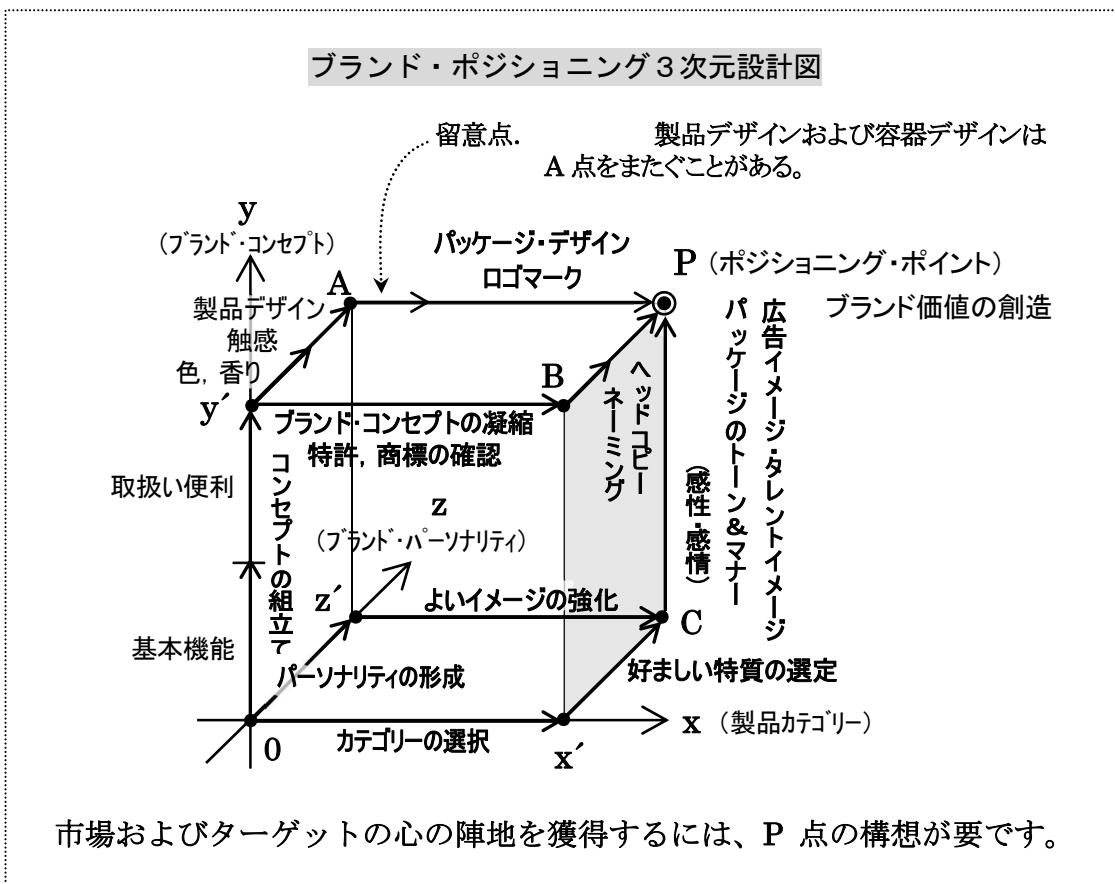 ブランド・ポジショニング３次元設計図
留意点.　製品デザインおよび容器デザインは
A 点をまたぐことがある。
y
(ブランド・コンセプト)
パッケージ・デザイン
ロゴマーク
P（ポジショニング・ポイント）
ブランド価値の創造
A
製品デザイン
触感
色, 香り
y´
B
ブランド・コンセプトの凝縮
特許, 商標の確認
ヘッドコピー
ネーミング
広告イメージ・タレントイメージ
パッケージのトーン＆マナー
（感性・感情）
取扱い便利
コンセプトの組立て
z
(ブランド・パーソナリティ)
z´
よいイメージの強化
C
基本機能
パーソナリティの形成
好ましい特質の選定
x（製品カテゴリー）
0
カテゴリーの選択
x´
市場およびターゲットの心の陣地を獲得するには、P 点の構想が要です。